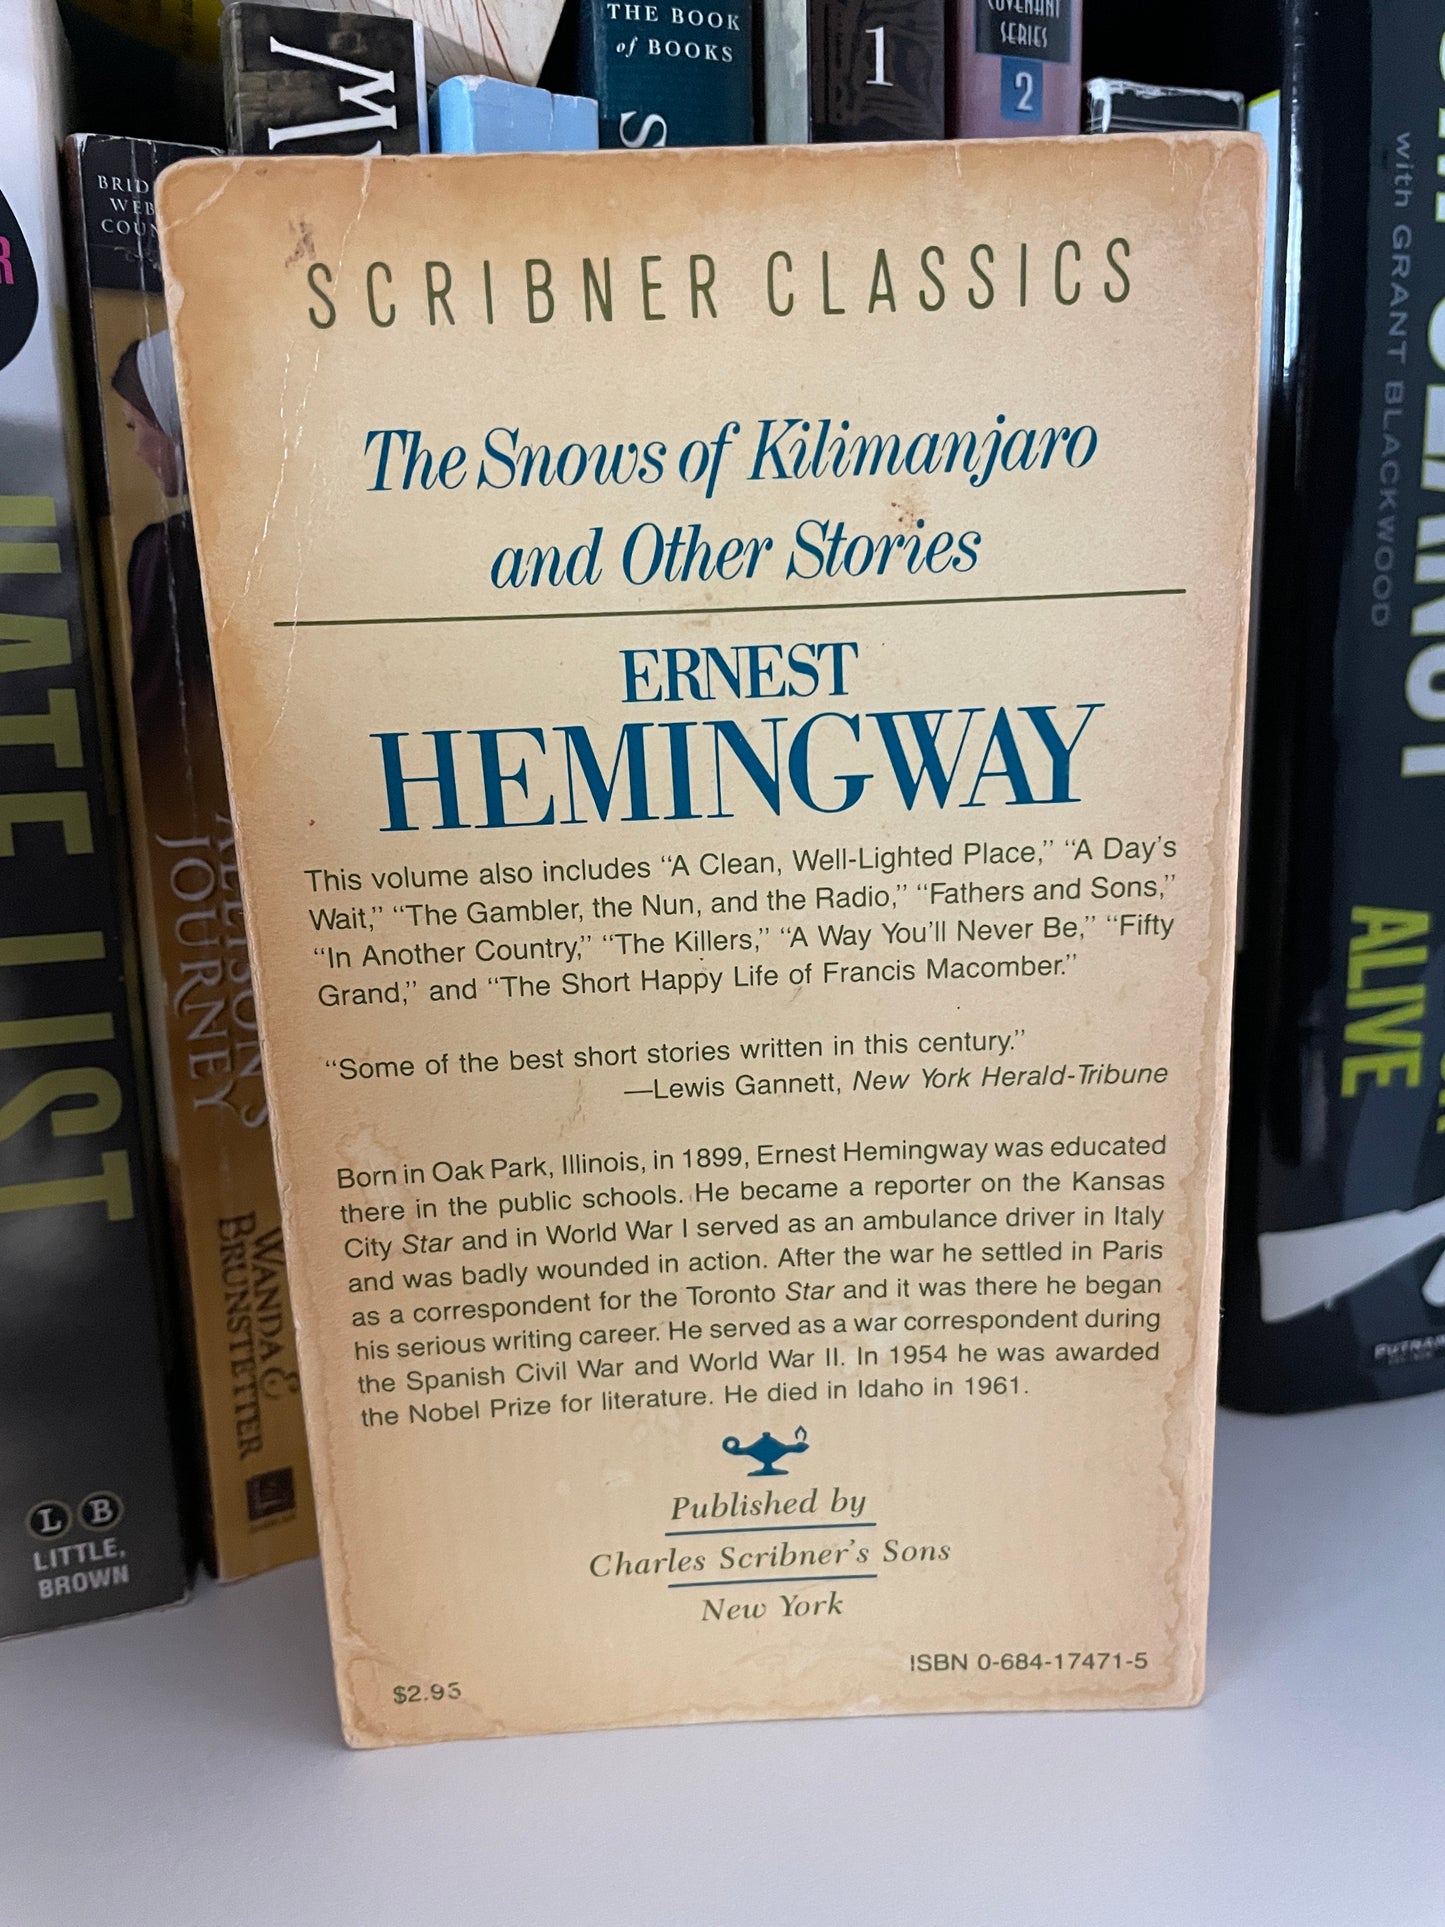 SCRIBNER CLASSICS
The Snows of Kilimanjaro
and Other Stories
ERNEST
HEMINGWAY
This volume also includes “A Clean, Well-Lighted Place,” “A Day’s
Wait,” “The Gambler, the Nun, and the Radio,” “Fathers and Sons,”
“In Another Country,” “The Killers,” “A Way You’ll Never Be,” “Fifty
Grand,” and “The Short Happy Life of Francis Macomber.”
“Some of the best short stories written in this century.”
—Lewis Gannett, New York Herald-Tribune
Born in Oak Park, Illinois, in 1899, Ernest Hemingway was educated
there in the public schools. He became a reporter on the Kansas
City Star and in World War I served as an ambulance driver in Italy
and was badly wounded in action. After the war he settled in Paris
as a correspondent for the Toronto Star and it was there he began
his serious writing career. He served as a war correspondent during
the Spanish Civil War and World War II. In 1954 he was awarded
the Nobel Prize for literature. He died in Idaho in 1961.
Published by
Charles Scribner’s Sons
New York
ISBN 0-684-17471-5
$2.95
THE BOOK
of BOOKS
1
SERIES
2
LIST
L B
LITTLE,
BROWN
JOURNEY
WANDA E
BRUNSTETTER
with GRANT BLACKWOOD
ALIVE